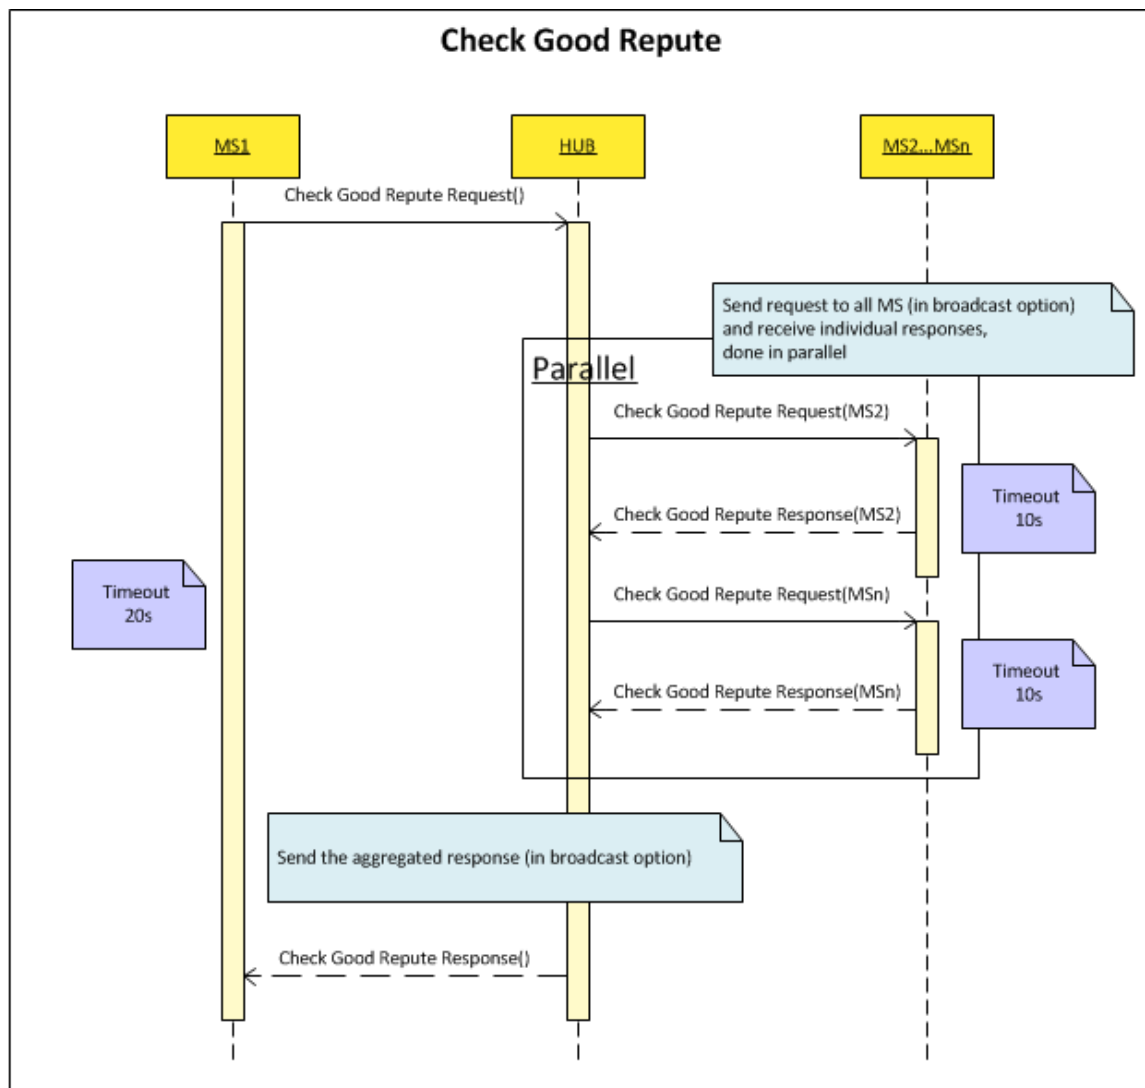 Check Good Repute
MS1
HUB
MS2...MSn
Check Good Repute Request()
Send request to all MS (in broadcast option)
and receive individual responses,
done in parallel
Parallel
Check Good Repute Request(MS2)
Timeout
10s
Check Good Repute Response(MS2)
Timeout
20s
Check Good Repute Request(MSn)
Timeout
10s
Check Good Repute Response(MSn)
Send the aggregated response (in broadcast option)
Check Good Repute Response()